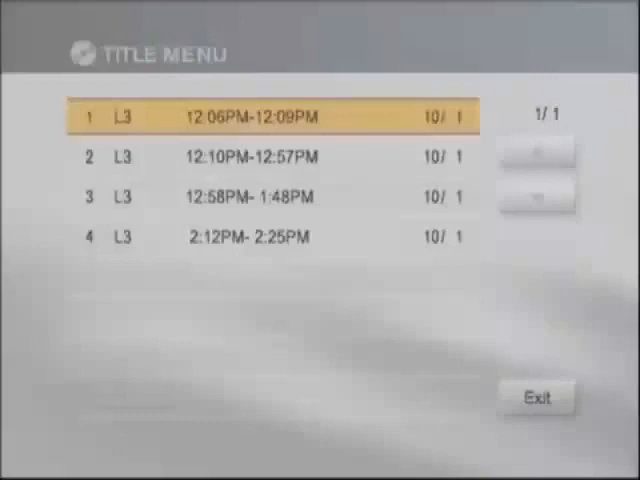 TITLE MENU
1 L3 12:06PM-12:09PM 10/ 1
1/ 1
2 L3 12:10PM-12:57PM 10/ 1
3 L3 12:58PM- 1:48PM 10/ 1
4 L3 2:12PM- 2:25PM 10/ 1
Exit